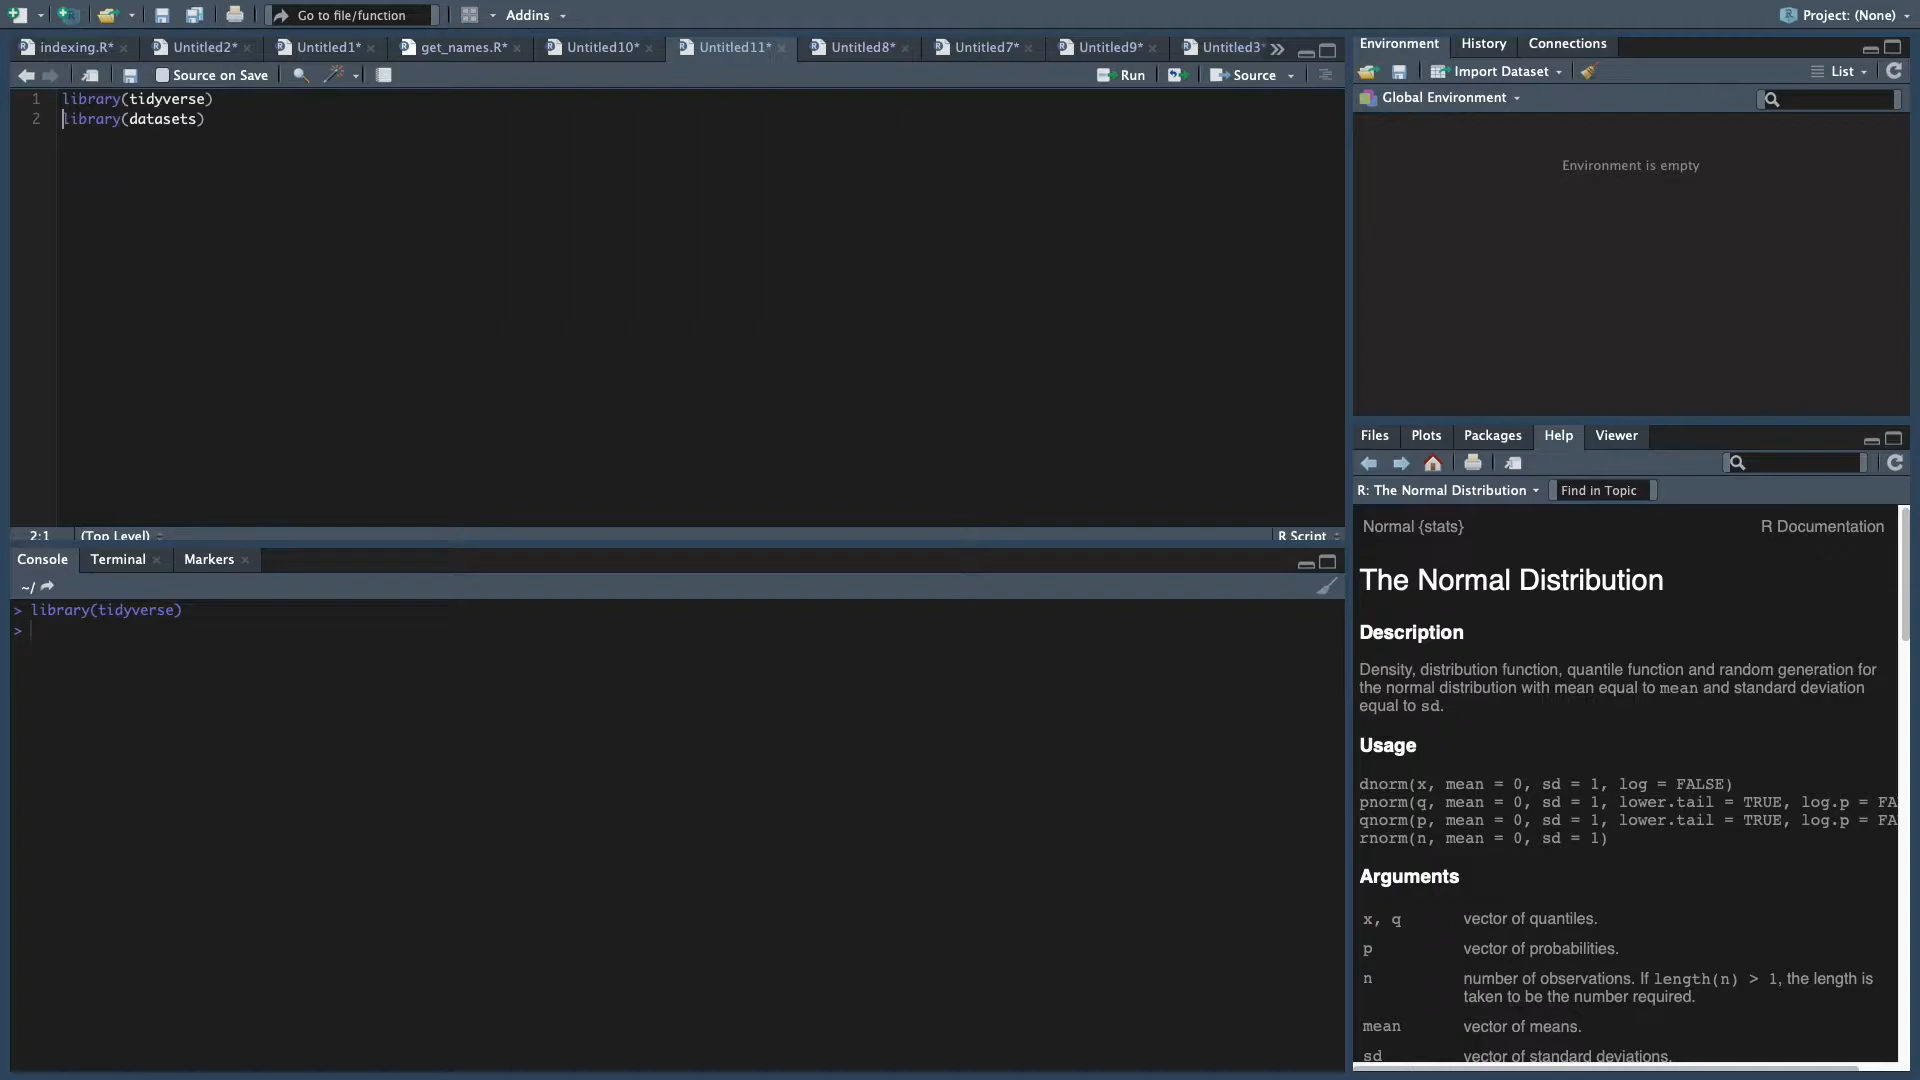 Go to file/function
Addins
Project: (None)
indexing.R*
Untitled2*
Untitled1*
get_names.R*
Untitled10*
Untitled11*
Untitled8*
Untitled7*
Untitled9*
Untitled3*
Source on Save
Run
Source
1 library(tidyverse)
2 library(datasets)
2:1
(Top Level)
R Script
Console
Terminal
Markers
~/
> library(tidyverse)
>
Environment
History
Connections
Import Dataset
List
Global Environment
Environment is empty
Files
Plots
Packages
Help
Viewer
R: The Normal Distribution
Find in Topic
Normal {stats}
R Documentation
The Normal Distribution
Description
Density, distribution function, quantile function and random generation for
the normal distribution with mean equal to mean and standard deviation
equal to sd.
Usage
dnorm(x, mean = 0, sd = 1, log = FALSE)
pnorm(q, mean = 0, sd = 1, lower.tail = TRUE, log.p = FA
qnorm(p, mean = 0, sd = 1, lower.tail = TRUE, log.p = FA
rnorm(n, mean = 0, sd = 1)
Arguments
x, q vector of quantiles.
p vector of probabilities.
n number of observations. If length(n) > 1, the length is
taken to be the number required.
mean vector of means.
sd vector of standard deviations.